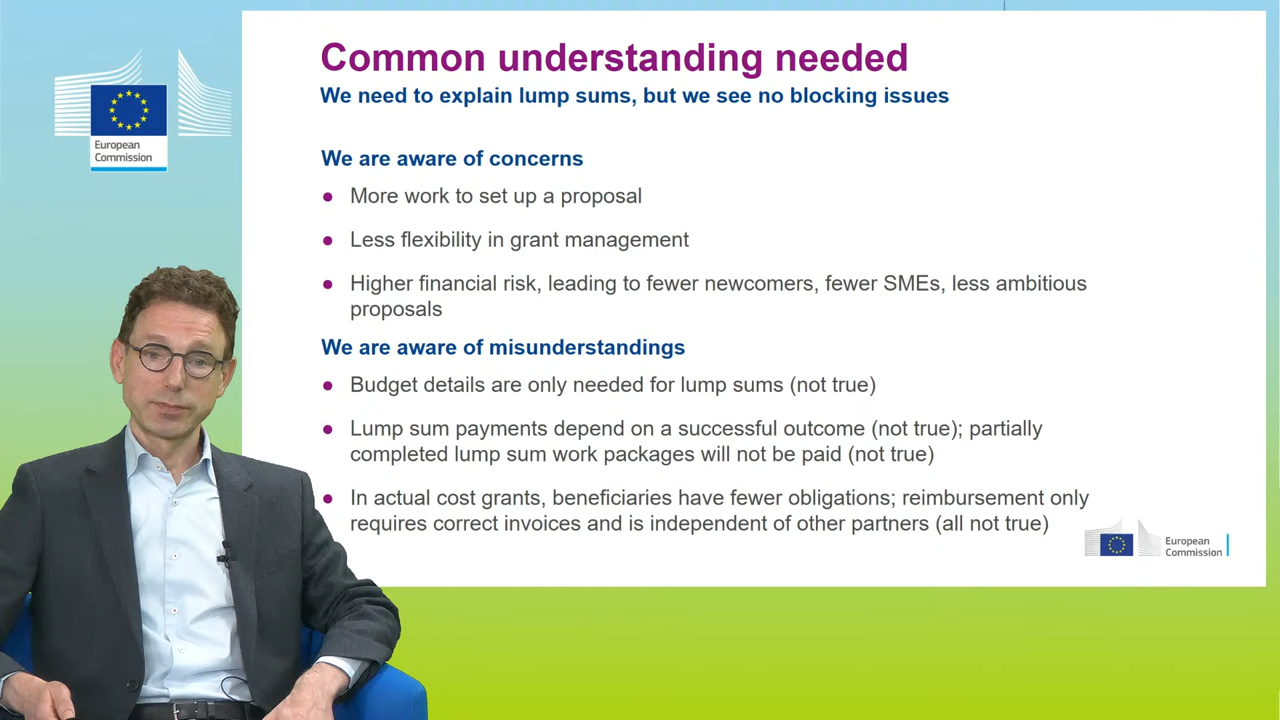 European
Commission
Common understanding needed
We need to explain lump sums, but we see no blocking issues
We are aware of concerns
● More work to set up a proposal
● Less flexibility in grant management
● Higher financial risk, leading to fewer newcomers, fewer SMEs, less ambitious
proposals
We are aware of misunderstandings
● Budget details are only needed for lump sums (not true)
● Lump sum payments depend on a successful outcome (not true); partially
completed lump sum work packages will not be paid (not true)
● In actual cost grants, beneficiaries have fewer obligations; reimbursement only
requires correct invoices and is independent of other partners (all not true)
European
Commission